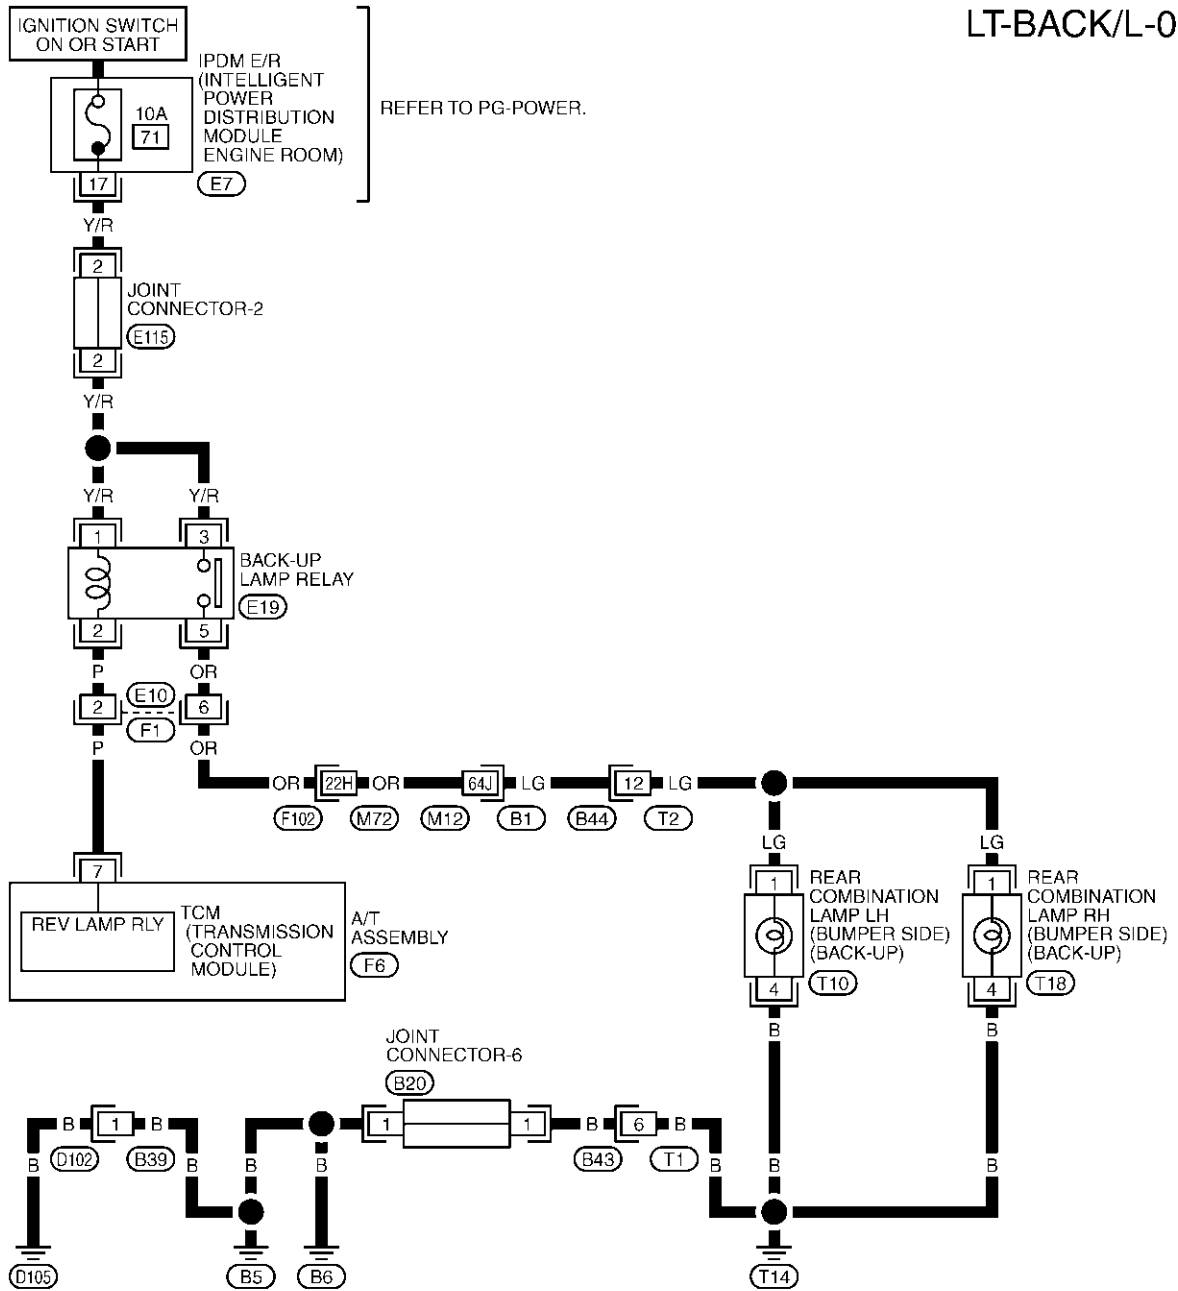 LT-BACK/L-0
IGNITION SWITCH
ON OR START
IPDM E/R
(INTELLIGENT
POWER
DISTRIBUTION
MODULE
ENGINE ROOM)
REFER TO PG-POWER.
10A
71
17
E7
Y/R
2
JOINT
CONNECTOR-2
E115
2
Y/R
Y/R
Y/R
1
3
BACK-UP
LAMP RELAY
E19
2
5
P
OR
2
E10
6
F1
P
OR
OR
22H
OR
64J
LG
12
LG
F102
M72
M12
B1
B44
T2
LG
LG
7
REV LAMP RLY
TCM
(TRANSMISSION
CONTROL
MODULE)
A/T
ASSEMBLY
F6
1
REAR
COMBINATION
LAMP LH
(BUMPER SIDE)
(BACK-UP)
4
T10
1
REAR
COMBINATION
LAMP RH
(BUMPER SIDE)
(BACK-UP)
4
T18
B
B
JOINT
CONNECTOR-6
B20
B
1
B
1
1
B
6
B
D102
B39
B43
T1
B
B
B
B
B
B
B
D105
B5
B6
T14